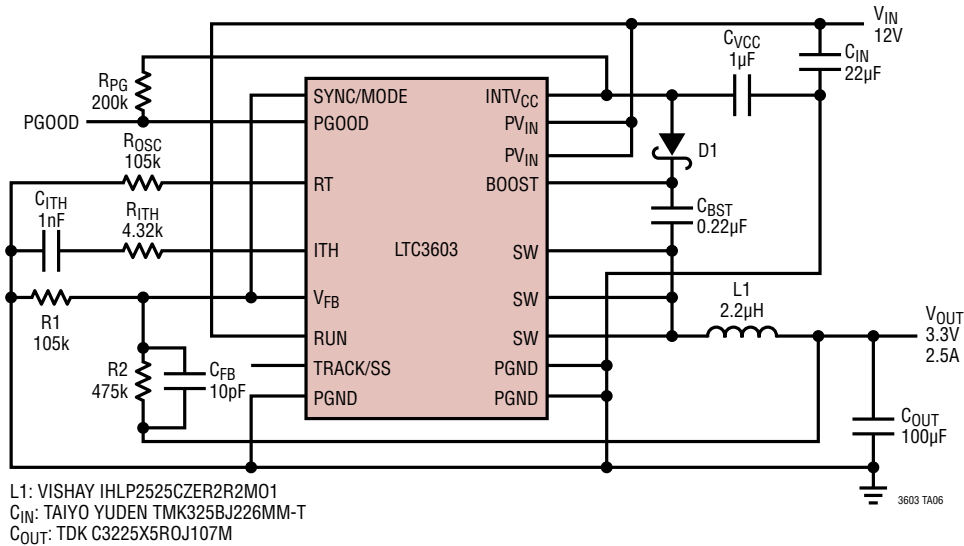 VIN
12V
CVCC
1µF
CIN
22µF
RPG
200k
PGOOD
ROSC
105k
CITH
1nF
RITH
4.32k
R1
105k
R2
475k
CFB
10pF
SYNC/MODE
PGOOD
RT
ITH
VFB
RUN
TRACK/SS
PGND
LTC3603
INTVCC
PVIN
PVIN
BOOST
SW
SW
SW
PGND
PGND
D1
CBST
0.22µF
L1
2.2µH
VOUT
3.3V
2.5A
COUT
100µF
3603 TA06
L1: VISHAY IHLP2525CZER2R2M01
CIN: TAIYO YUDEN TMK325BJ226MM-T
COUT: TDK C3225X5ROJ107M